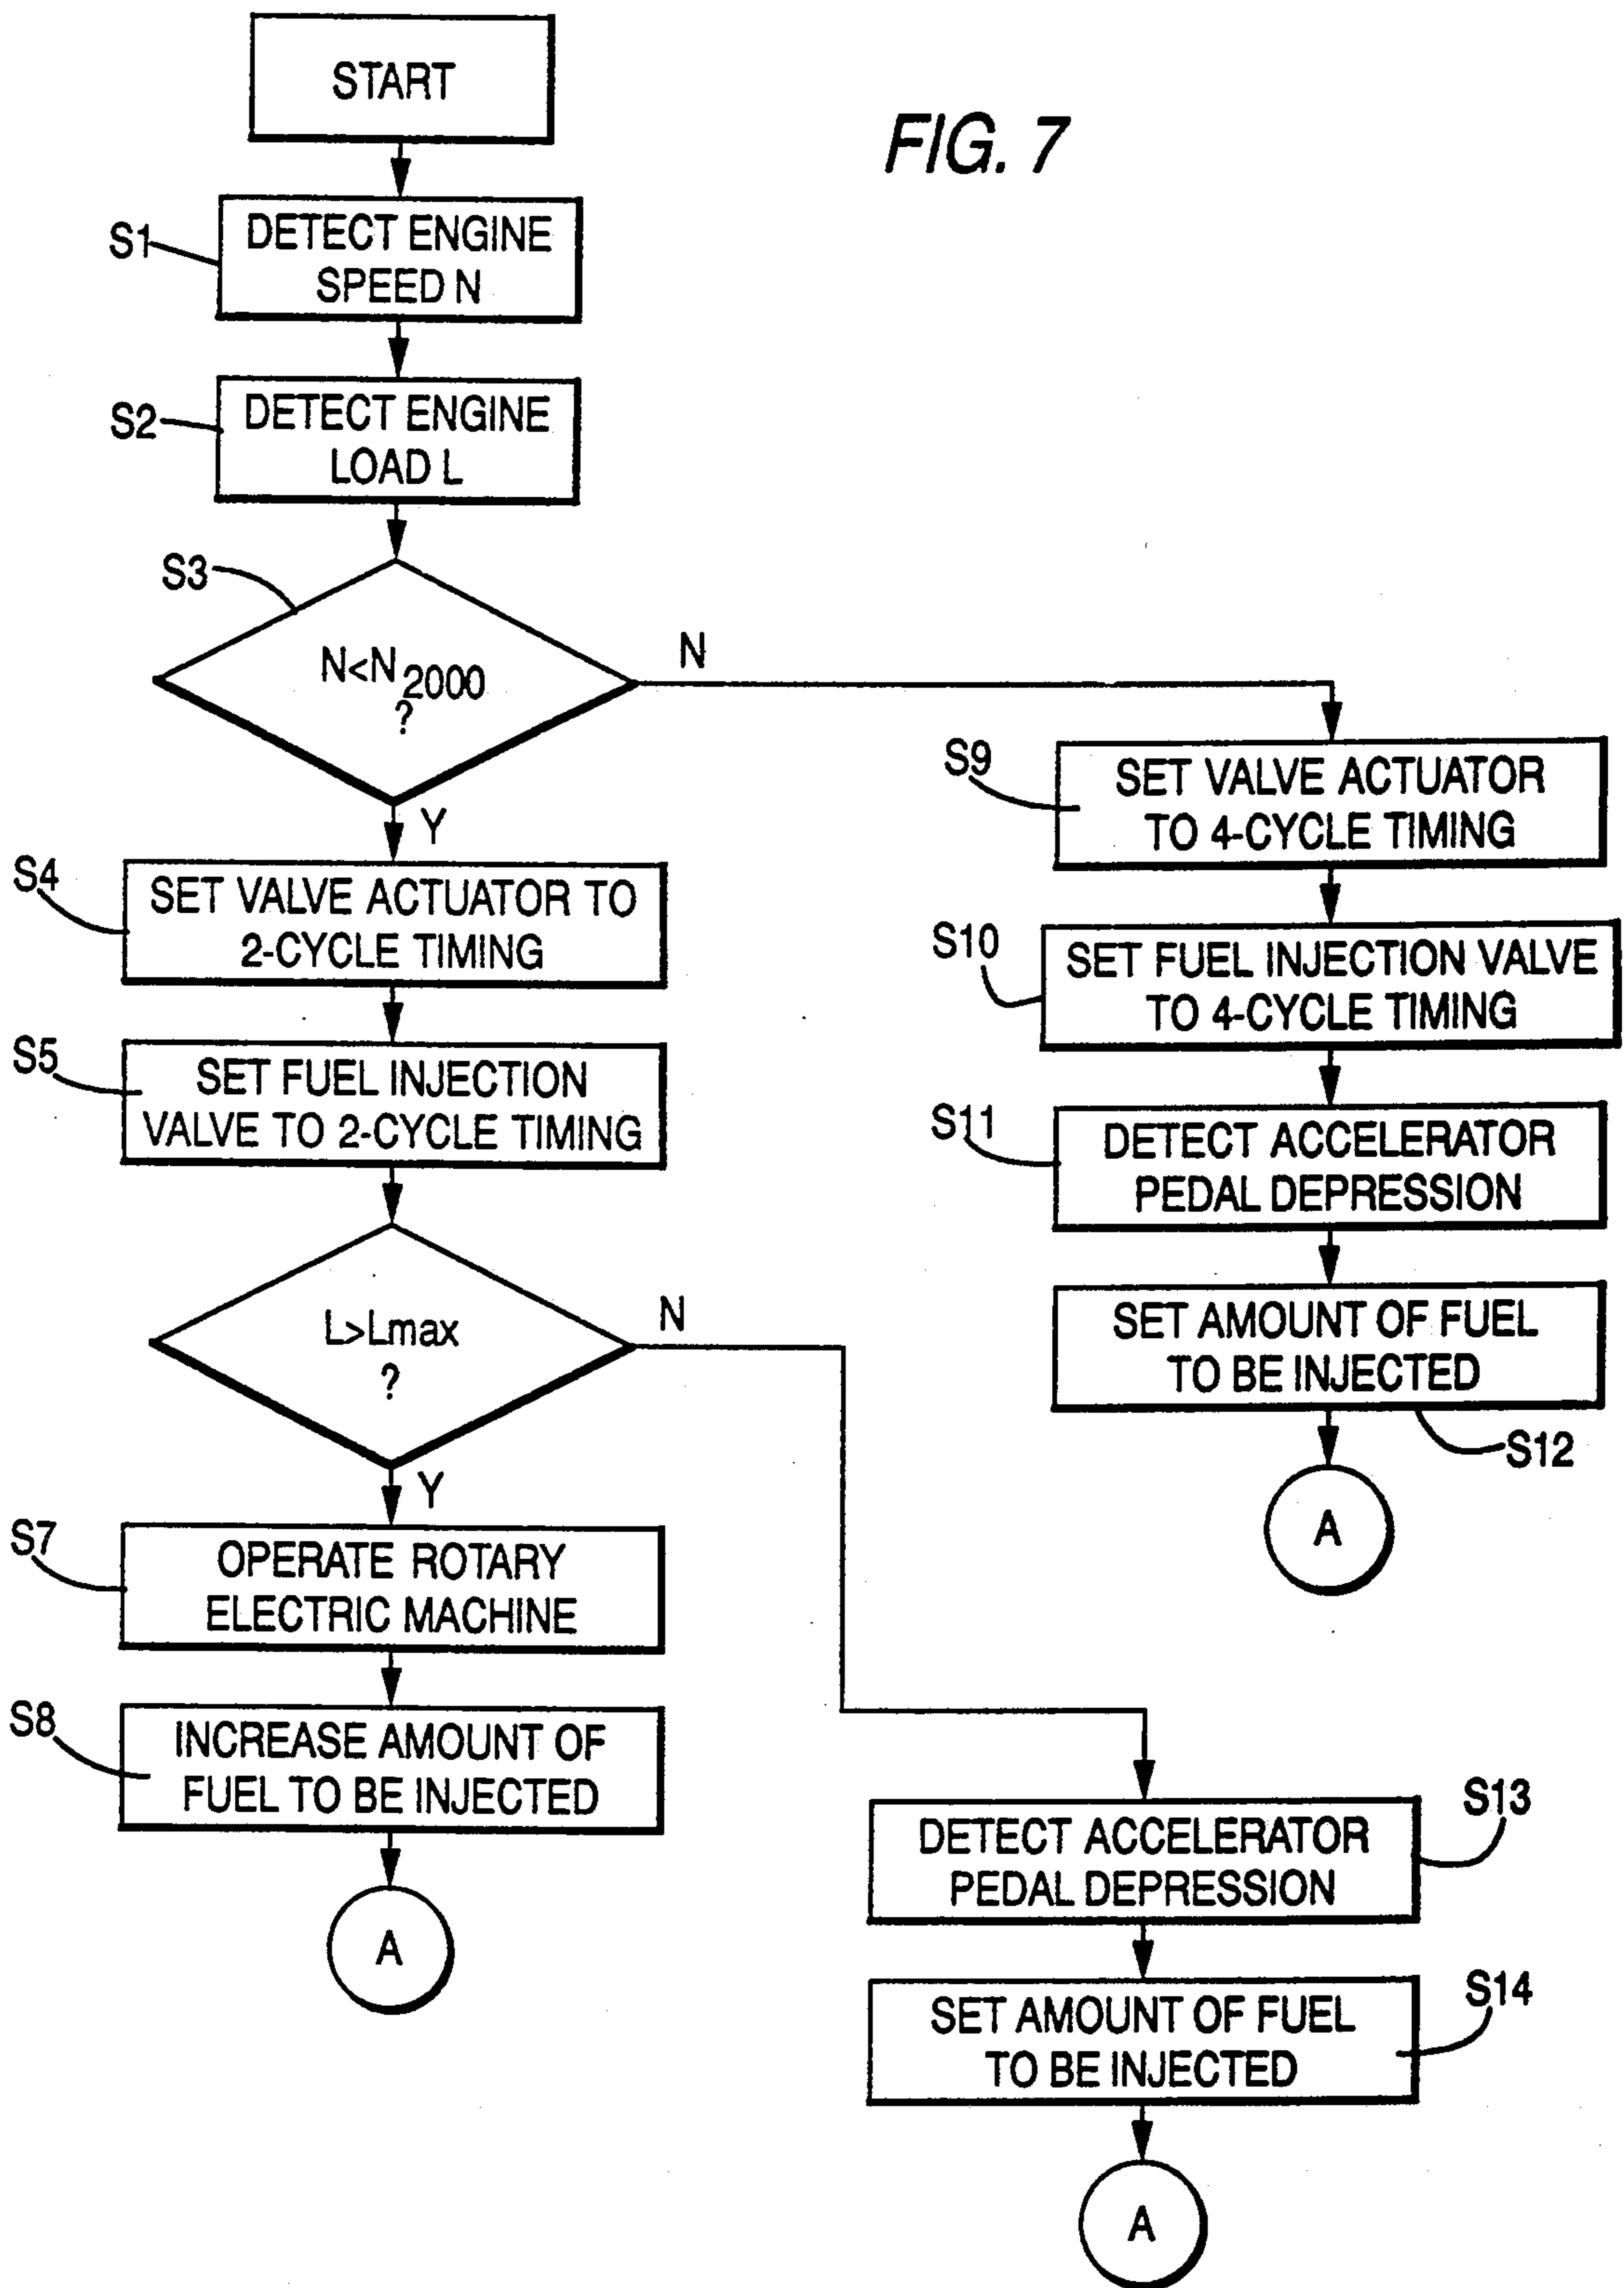 START
FIG. 7
S1
DETECT ENGINE
SPEED N
S2
DETECT ENGINE
LOAD L
S3
N<N2000
?
N
Y
S4
SET VALVE ACTUATOR TO
2-CYCLE TIMING
S5
SET FUEL INJECTION
VALVE TO 2-CYCLE TIMING
L>Lmax
?
N
Y
S7
OPERATE ROTARY
ELECTRIC MACHINE
S8
INCREASE AMOUNT OF
FUEL TO BE INJECTED
A
S9
SET VALVE ACTUATOR
TO 4-CYCLE TIMING
S10
SET FUEL INJECTION VALVE
TO 4-CYCLE TIMING
S11
DETECT ACCELERATOR
PEDAL DEPRESSION
SET AMOUNT OF FUEL
TO BE INJECTED
S12
A
S13
DETECT ACCELERATOR
PEDAL DEPRESSION
S14
SET AMOUNT OF FUEL
TO BE INJECTED
A